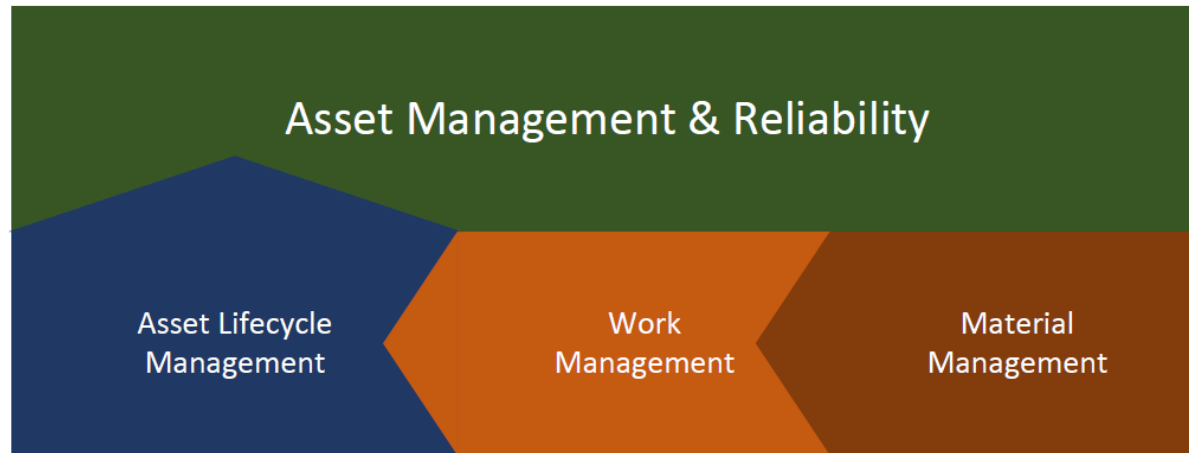 Asset Management & Reliability
Asset Lifecycle
Management
Work
Management
Material
Management